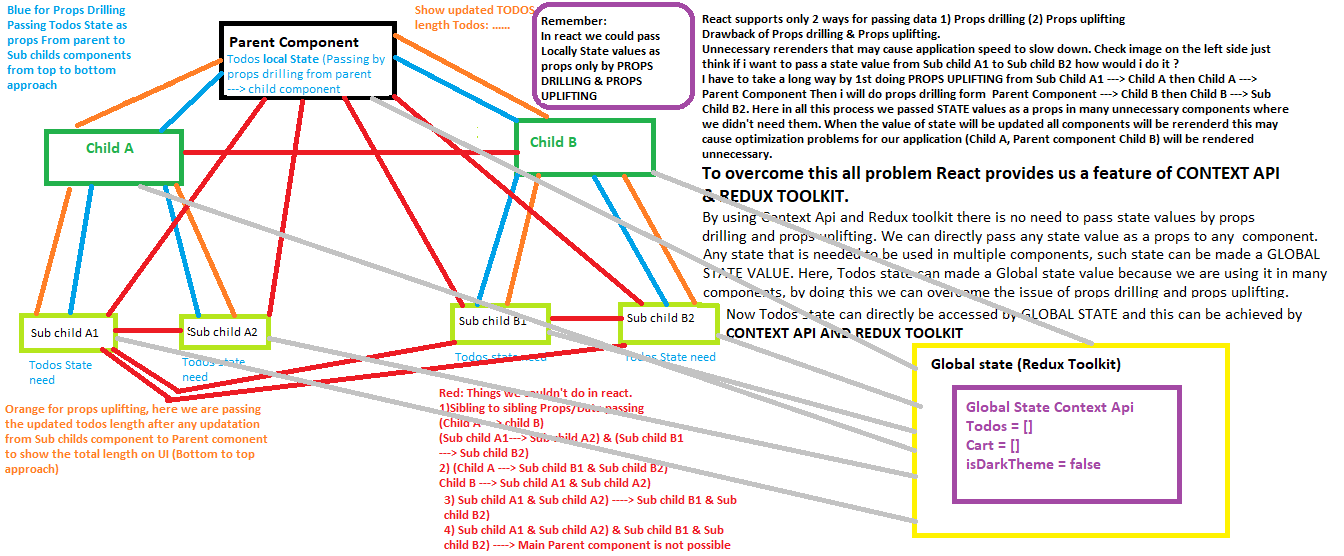 Blue for Props Drilling
Passing Todos State as
props From parent to
Sub childs components
from top to bottom
approach
Show updated TODOS
length Todos: ......
Parent Component
Todos local State (Passing by
props drilling from parent
---> child component
Remember:
In react we could pass
Locally State values as
props only by PROPS
DRILLING & PROPS
UPLIFTING
React supports only 2 ways for passing data 1) Props drilling (2) Props uplifting
Drawback of Props drilling & Props uplifting.
Unnecessary rerenders that may cause application speed to slow down. Check image on the left side just
think if i want to pass a state value from Sub child A1 to Sub child B2 how would i do it ?
I have to take a long way by 1st doing PROPS UPLIFTING from Sub Child A1 ---> Child A then Child A --->
Parent Component Then i will do props drilling form Parent Component ---> Child B then Child B ---> Sub
Child B2. Here in all this process we passed STATE values as a props in many unnecessary components where
we didn't need them. When the value of state will be updated all components will be rerenderd this may
cause optimization problems for our application (Child A, Parent component Child B) will be rendered
unnecessary.
To overcome this all problem React provides us a feature of CONTEXT API
& REDUX TOOLKIT.
By using Context Api and Redux toolkit there is no need to pass state values by props
drilling and props uplifting. We can directly pass any state value as a props to any component.
Any state that is needed to be used in multiple components, such state can be made a GLOBAL
STATE VALUE. Here, Todos state can made a Global state value because we are using it in many
components, by doing this we can overcome the issue of props drilling and props uplifting.
Now Todos state can directly be accessed by GLOBAL STATE and this can be achieved by
CONTEXT API AND REDUX TOOLKIT
Child A
Child B
Sub child A1
Sub child A2
Sub child B1
Sub child B2
Todos State
need
Todos state
need
Todos state need
Todos State need
Orange for props uplifting, here we are passing
the updated todos length after any updatation
from Sub childs component to Parent comonent
to show the total length on UI (Bottom to top
approach)
Red: Things we couldn't do in react.
1)Sibling to sibling Props/Data passing
(Child A ---> child B)
(Sub child A1---> Sub child A2) & (Sub child B1
---> Sub child B2)
2) (Child A ---> Sub child B1 & Sub child B2)
Child B ---> Sub child A1 & Sub child A2)
3) Sub child A1 & Sub child A2) ----> Sub child B1 & Sub
child B2)
4) Sub child A1 & Sub child A2) & Sub child B1 & Sub
child B2) ----> Main Parent component is not possible
Global state (Redux Toolkit)
Global State Context Api
Todos = []
Cart = []
isDarkTheme = false